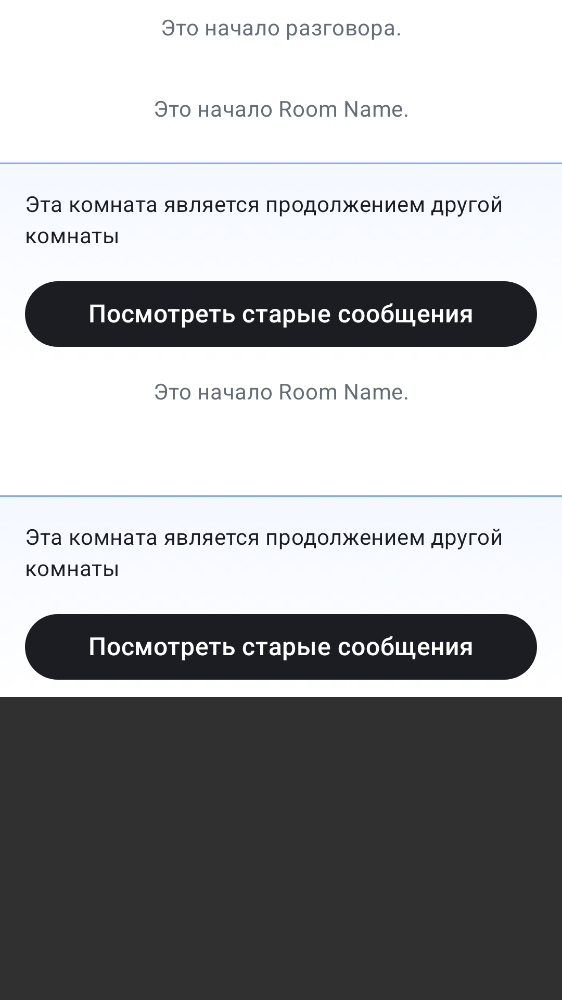 Это начало разговора.
Это начало Room Name.
Эта комната является продолжением другой
комнаты
Посмотреть старые сообщения
Это начало Room Name.
Эта комната является продолжением другой
комнаты
Посмотреть старые сообщения